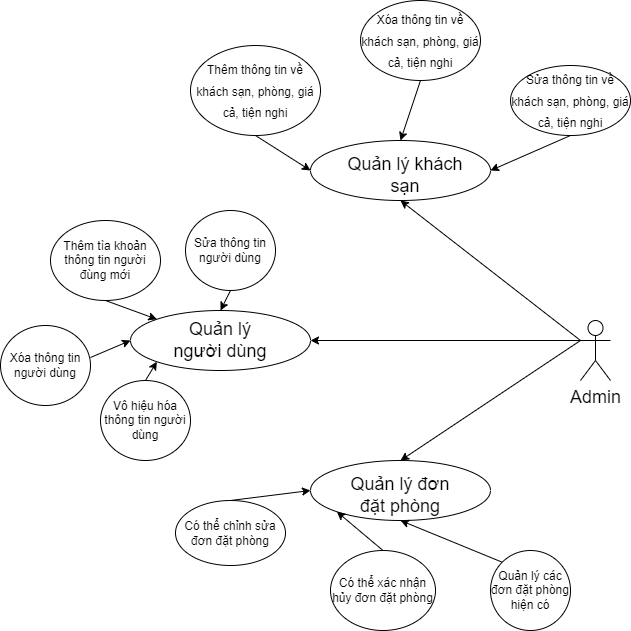 Xóa thông tin về
khách sạn, phòng, giá
cả, tiện nghi
Thêm thông tin về
khách sạn, phòng, giá
cả, tiện nghi
Sửa thông tin về
khách sạn, phòng, giá
cả, tiện nghi
Quản lý khách
sạn
Thêm tìa khoản
thông tin người
đùng mới
Sửa thông tin
người dùng
Quản lý
người dùng
Xóa thông tin
người dùng
Vô hiệu hóa
thông tin người
dùng
Admin
Quản lý đơn
đặt phòng
Có thể chỉnh sửa
đơn đặt phòng
Có thể xác nhận
hủy đơn đặt phòng
Quản lý các
đơn đặt phòng
hiện có